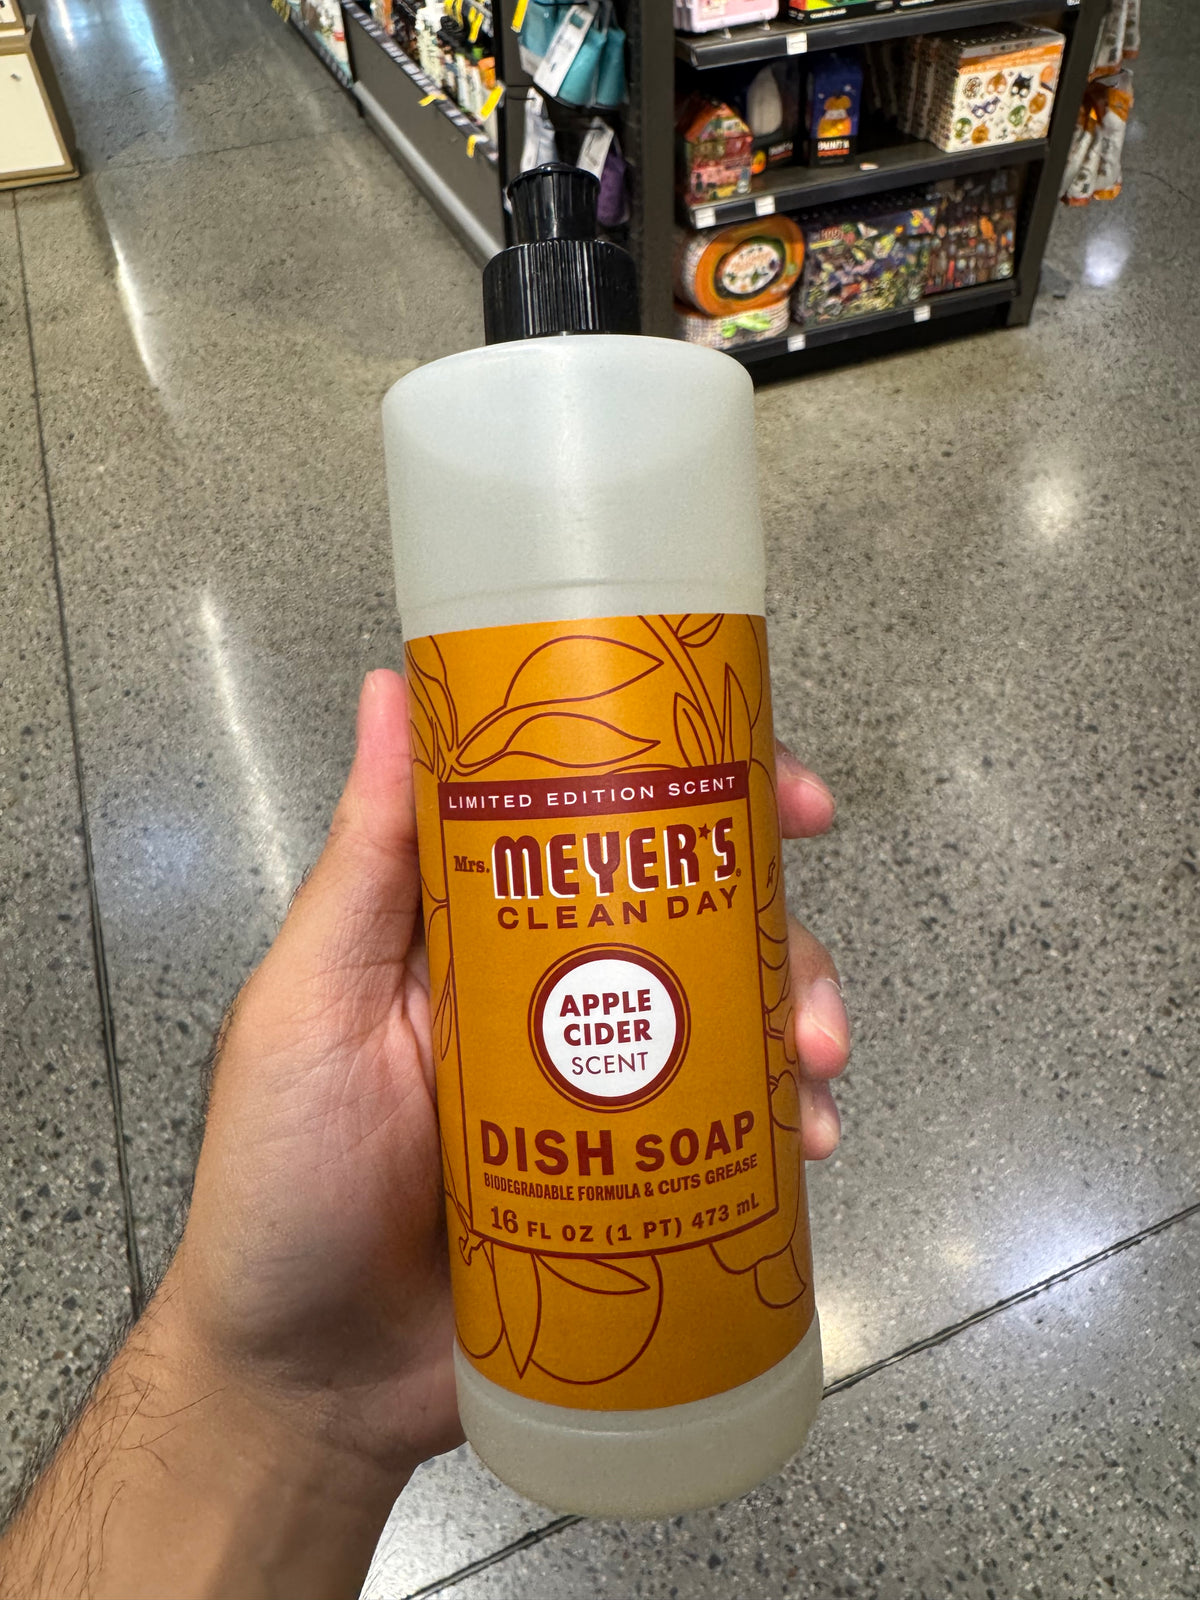 LIMITED EDITION SCENT
Mrs. MEYER'S®
CLEAN DAY
APPLE
CIDER
SCENT
DISH SOAP
BIODEGRADABLE FORMULA & CUTS GREASE
16 FL OZ (1 PT) 473 mL